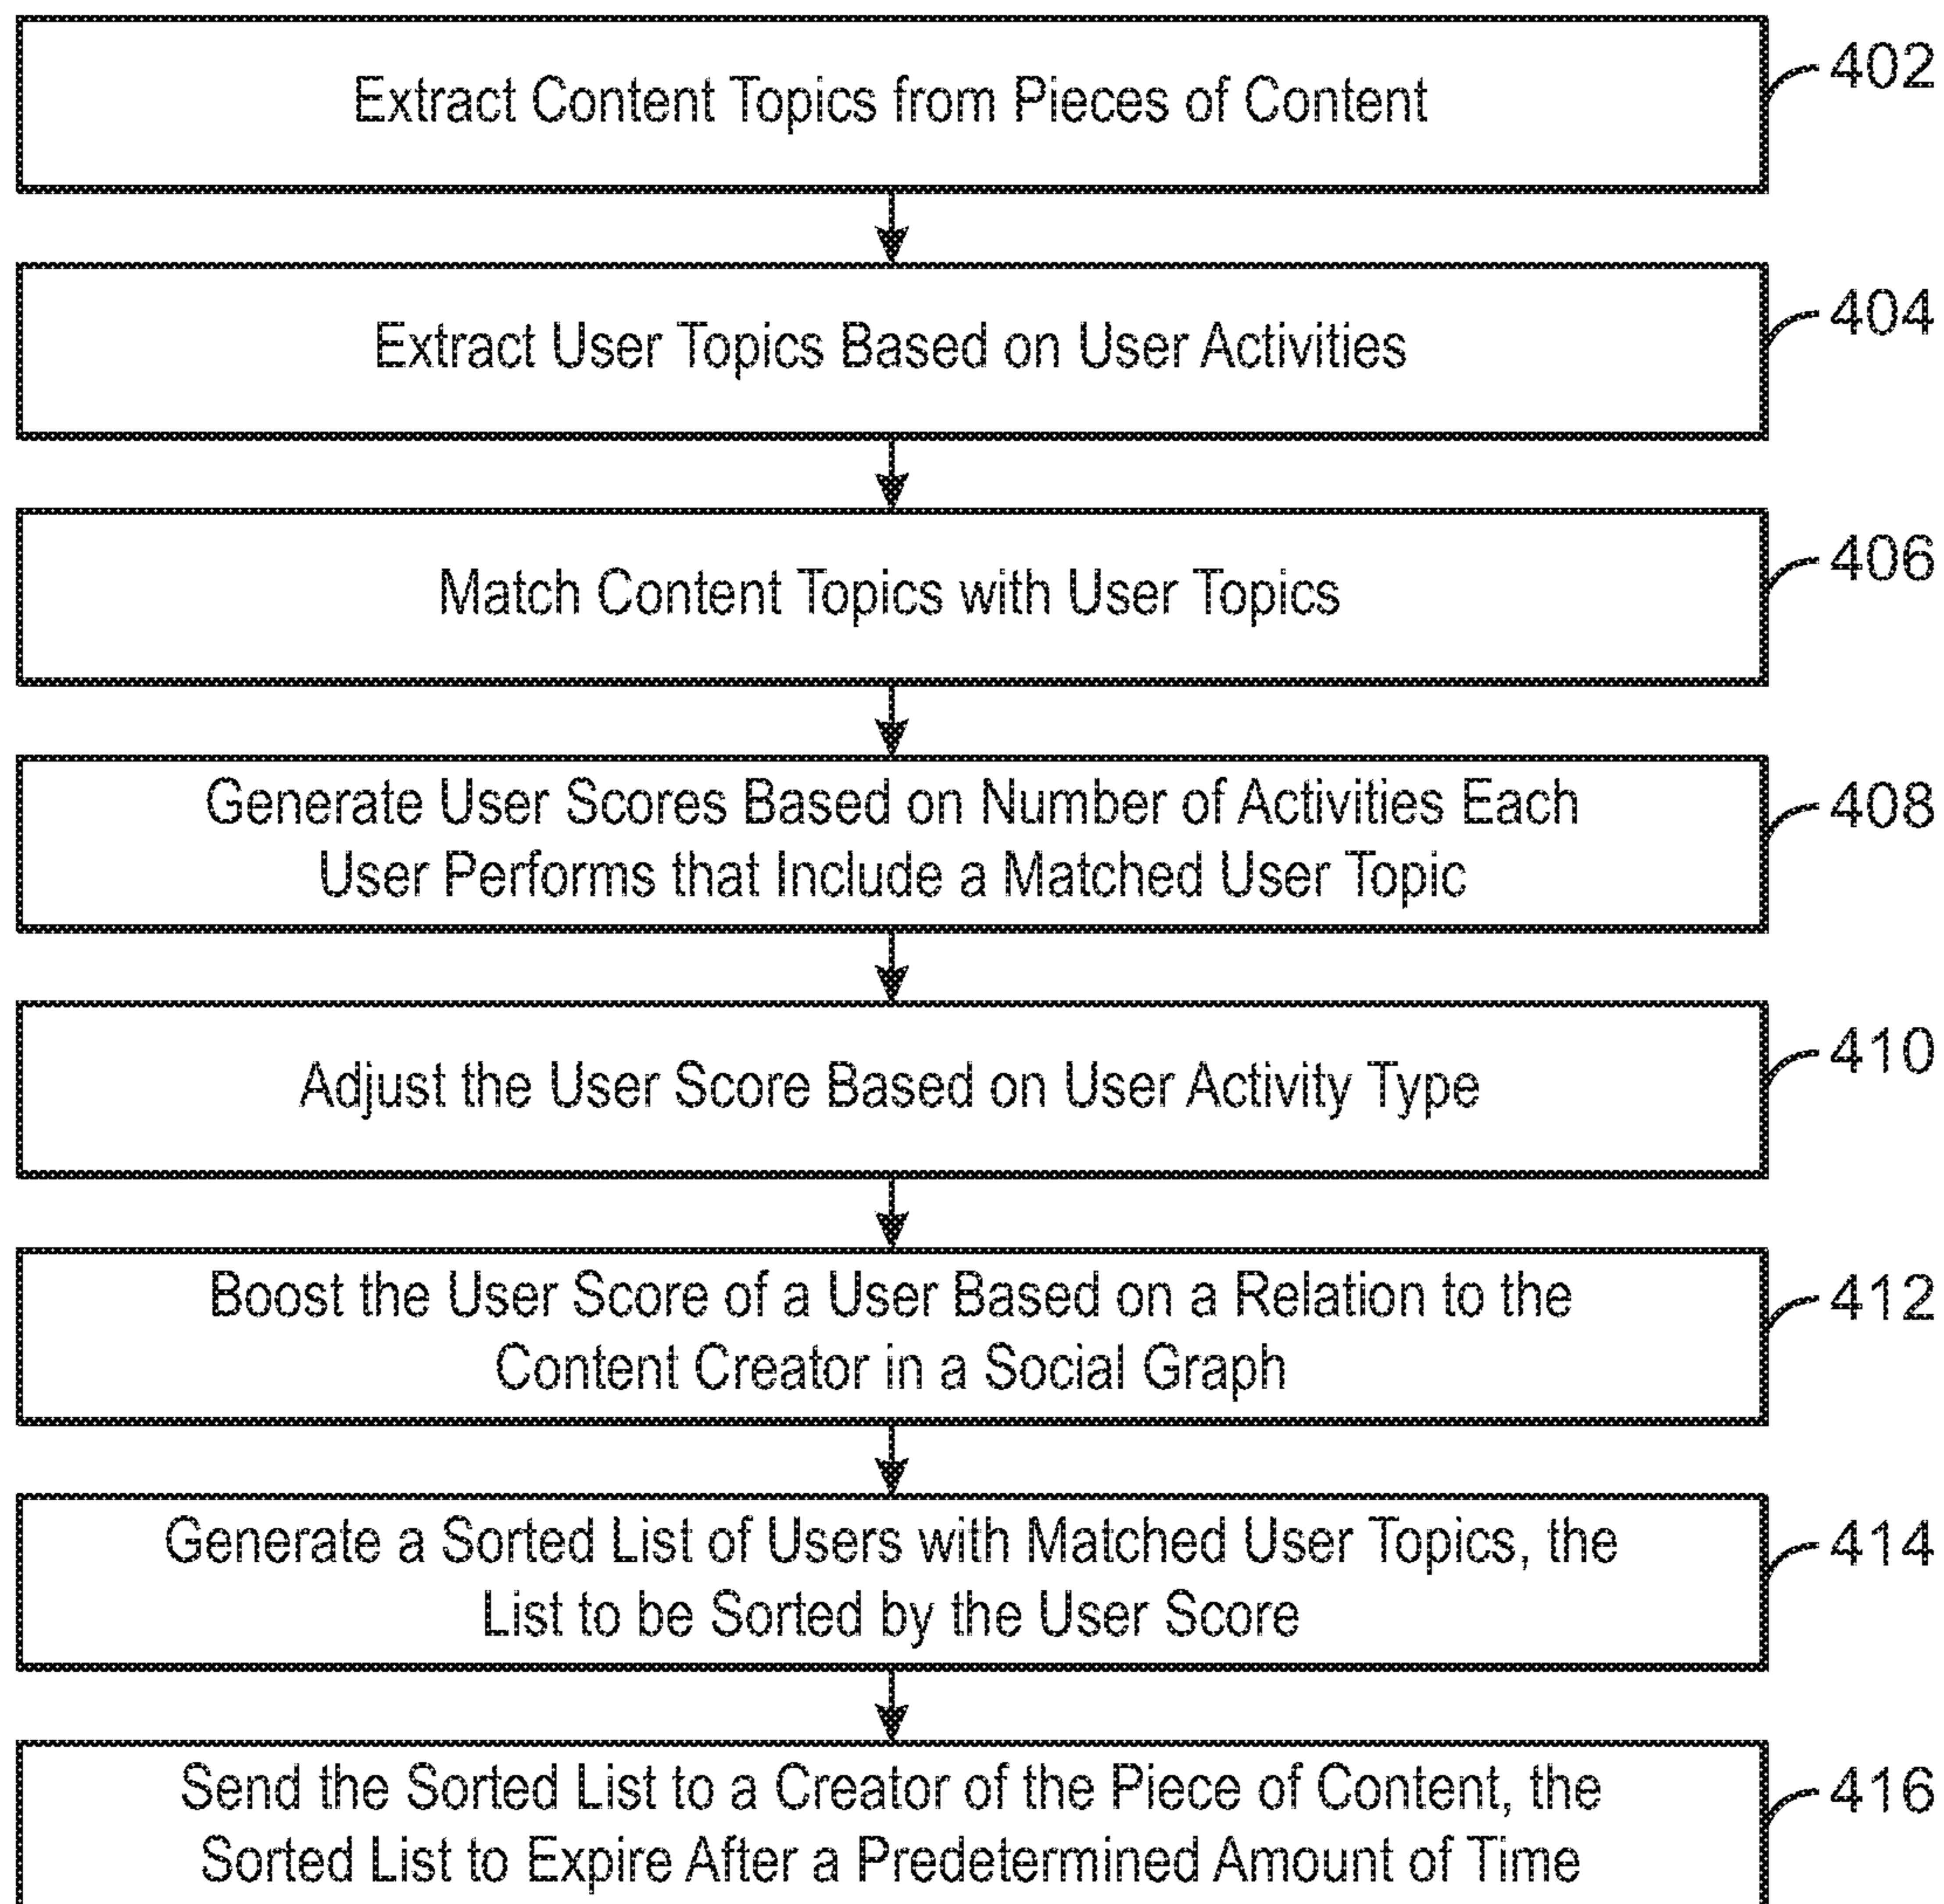 Extract Content Topics from Pieces of Content
402
Extract User Topics Based on User Activities
404
Match Content Topics with User Topics
406
Generate User Scores Based on Number of Activities Each
User Performs that Include a Matched User Topic
408
Adjust the User Score Based on User Activity Type
410
Boost the User Score of a User Based on a Relation to the
Content Creator in a Social Graph
412
Generate a Sorted List of Users with Matched User Topics, the
List to be Sorted by the User Score
414
Send the Sorted List to a Creator of the Piece of Content, the
Sorted List to Expire After a Predetermined Amount of Time
416